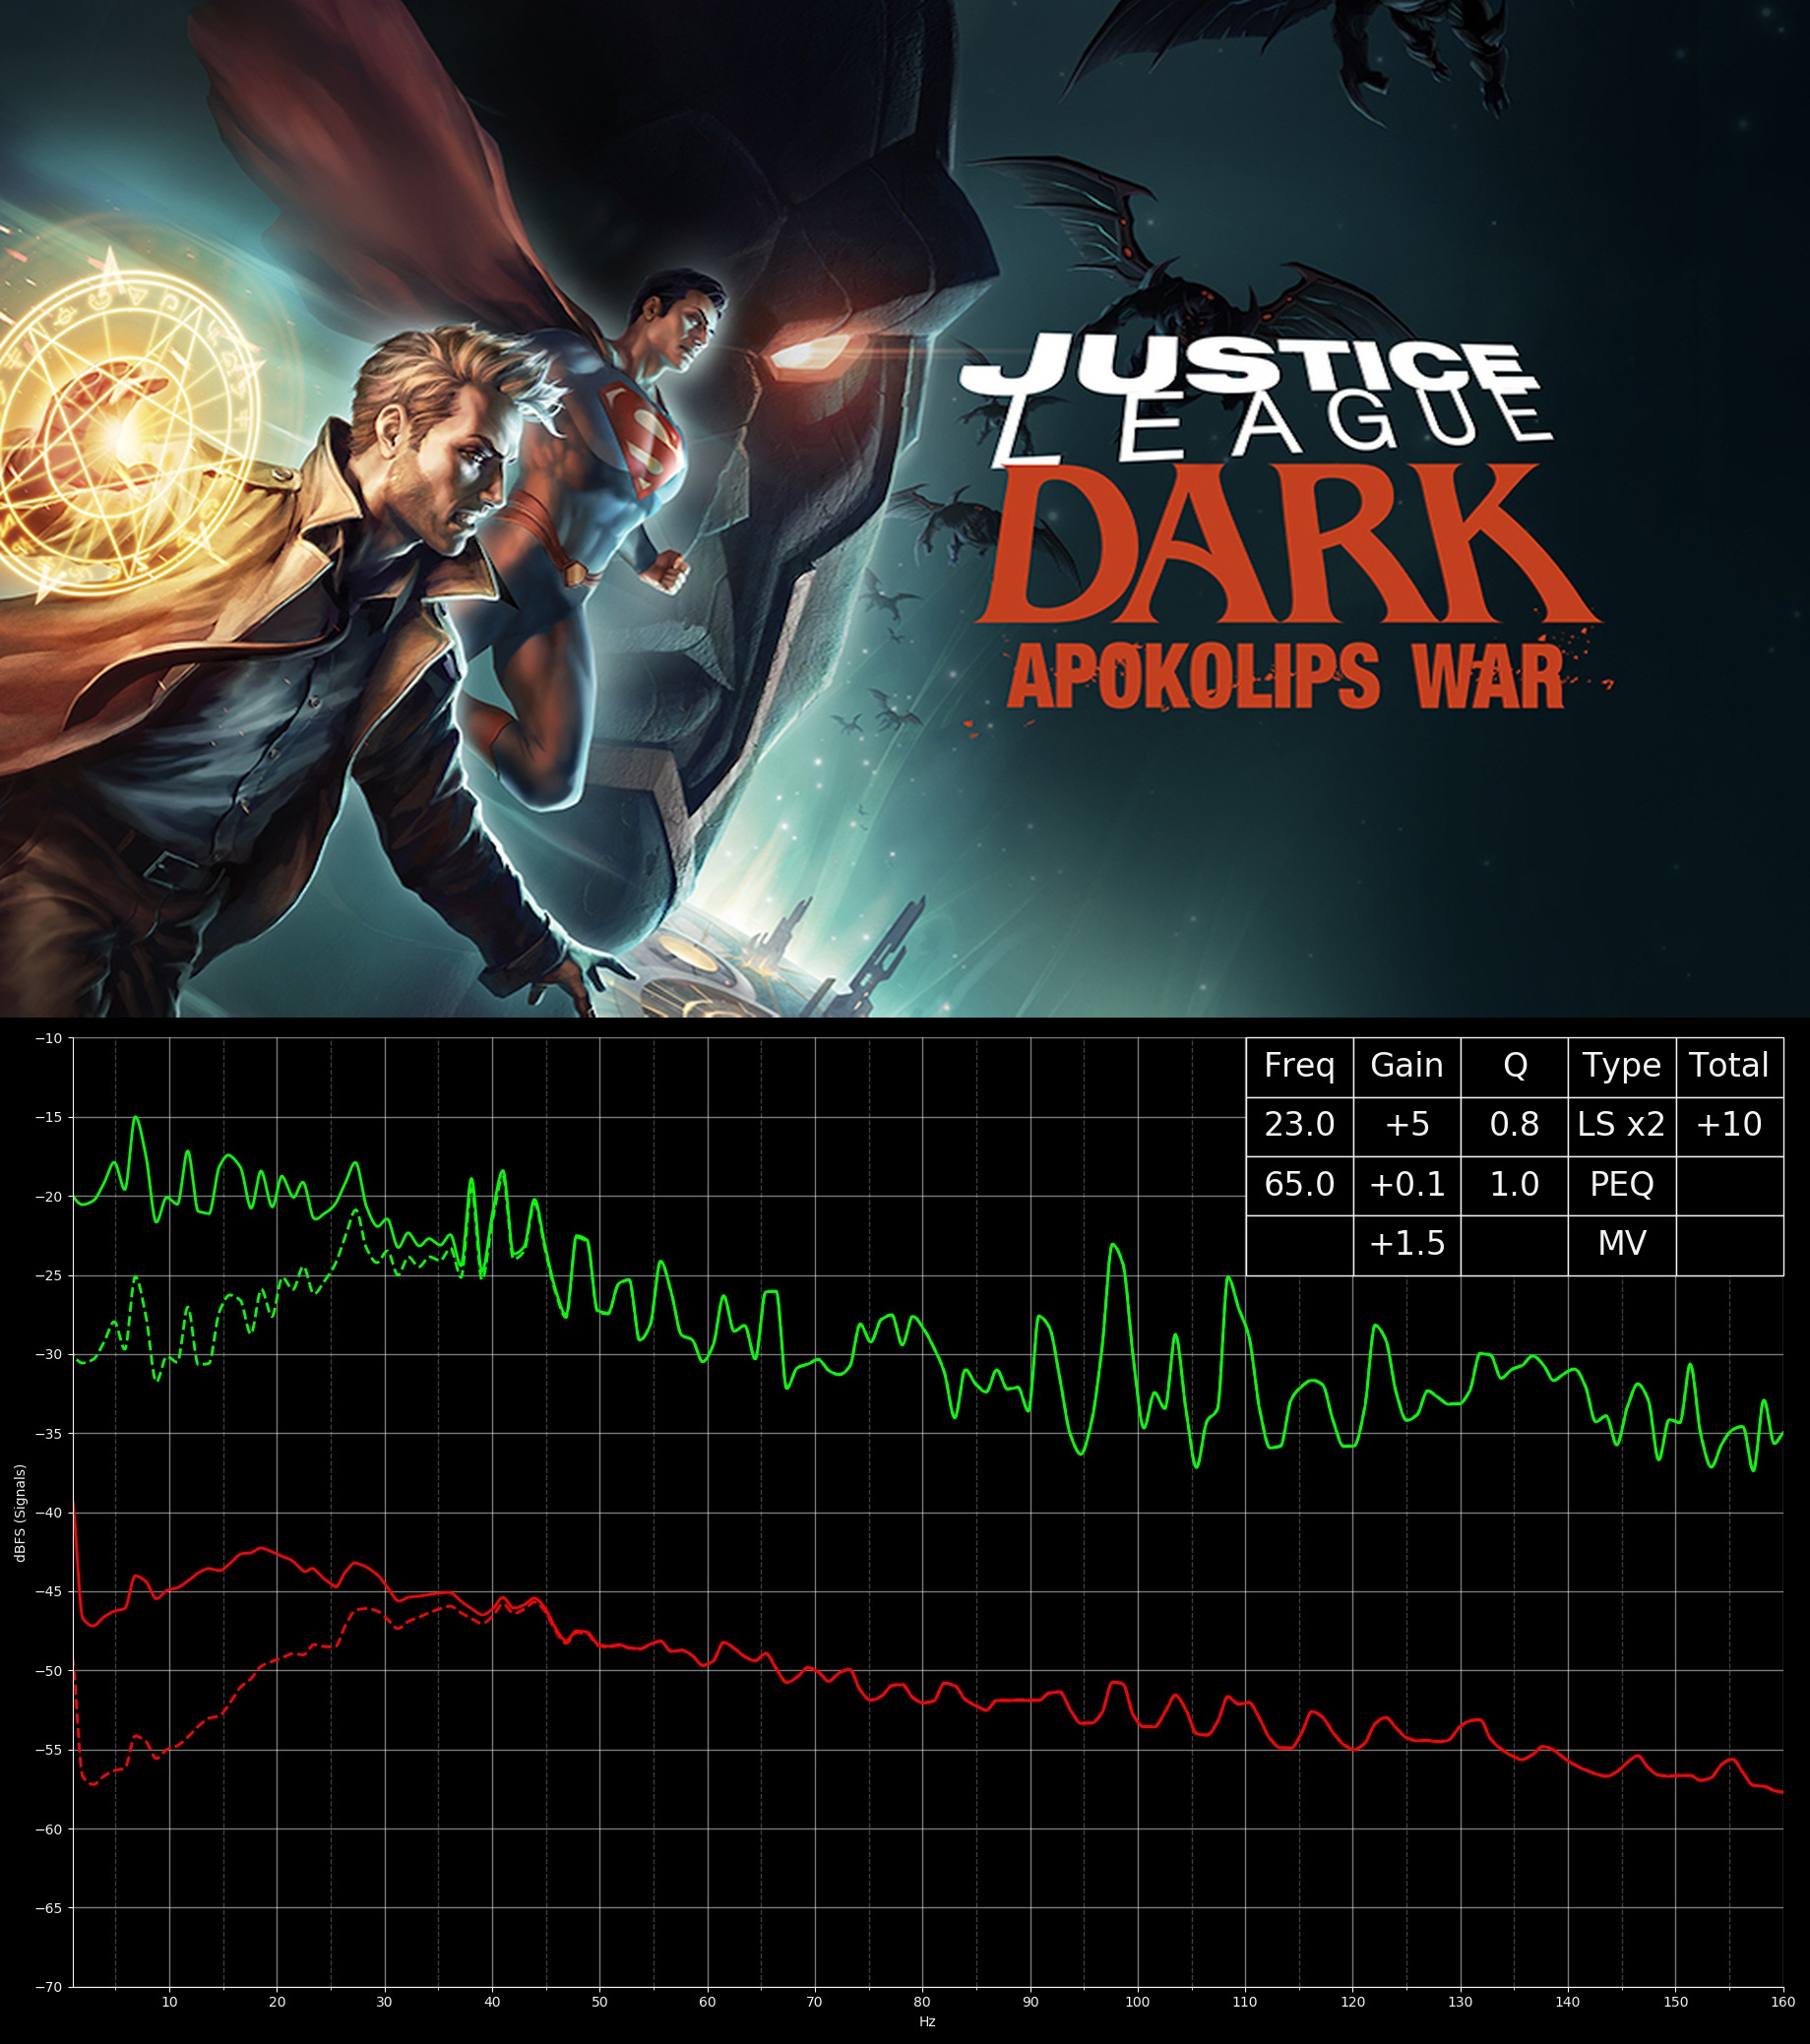 JUSTICE
LEAGUE
DARK
APOKOLIPS WAR
Freq Gain Q Type Total
23.0 +5 0.8 LS x2 +10
65.0 +0.1 1.0 PEQ
+1.5 MV
−10
−15
−20
−25
−30
−35
−40
−45
−50
−55
−60
−65
−70
dBFS (Signals)
10 20 30 40 50 60 70 80 90 100 110 120 130 140 150 160
Hz